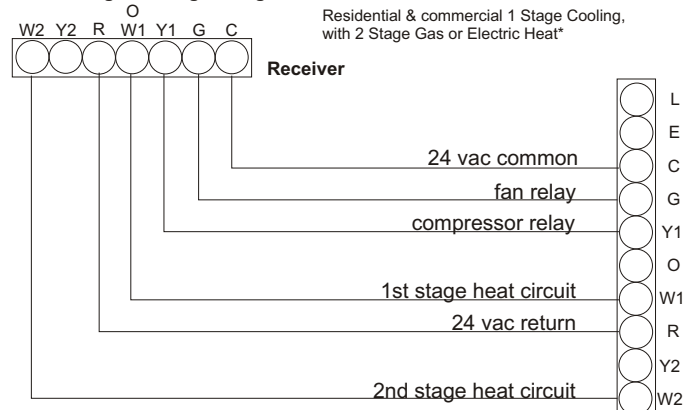 Residential & commercial 1 Stage Cooling,
with 2 Stage Gas or Electric Heat*
O
W2 Y2 R W1 Y1 G C
Receiver
L
E
24 vac common C
fan relay G
compressor relay Y1
O
1st stage heat circuit W1
24 vac return R
Y2
2nd stage heat circuit W2